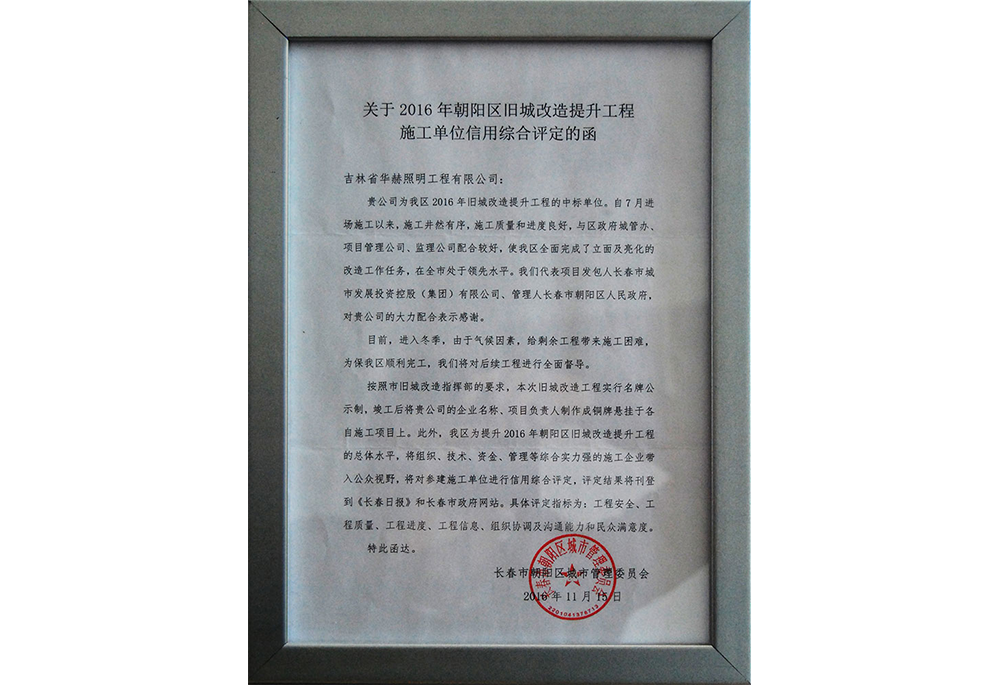 关于 2016 年朝阳区旧城改造提升工程
施工单位信用综合评定的函
吉林省华赫照明工程有限公司：
贵公司为我区 2016 年旧城改造提升工程的中标单位。自 7 月进
场施工以来，施工井然有序，施工质量和进度良好，与区政府城管办、
项目管理公司、监理公司配合较好，使我区全面完成了立面及亮化的
改造工作任务，在全市处于领先水平。我们代表项目发包人长春市城
市发展投资控股（集团）有限公司、管理人长春市朝阳区人民政府，
对贵公司的大力配合表示感谢。
目前，进入冬季，由于气候因素，给剩余工程带来施工困难，
为保我区顺利完工，我们将对后续工程进行全面督导。
按照市旧城改造指挥部的要求，本次旧城改造工程实行名牌公
示制，竣工后将贵公司的企业名称、项目负责人制作成铜牌悬挂于各
自施工项目上。此外，我区为提升 2016 年朝阳区旧城改造提升工程
的总体水平，将组织、技术、资金、管理等综合实力强的施工企业带
入公众视野，将对参建施工单位进行信用综合评定，评定结果将刊登
到《长春日报》和长春市政府网站。具体评定指标为：工程安全、工
程质量、工程进度、工程信息、组织协调及沟通能力和民众满意度。
特此函达。
长春市朝阳区城市管理委员会
2016 年 11 月 15 日
长春市朝阳区城市管理委员会
2201041376713